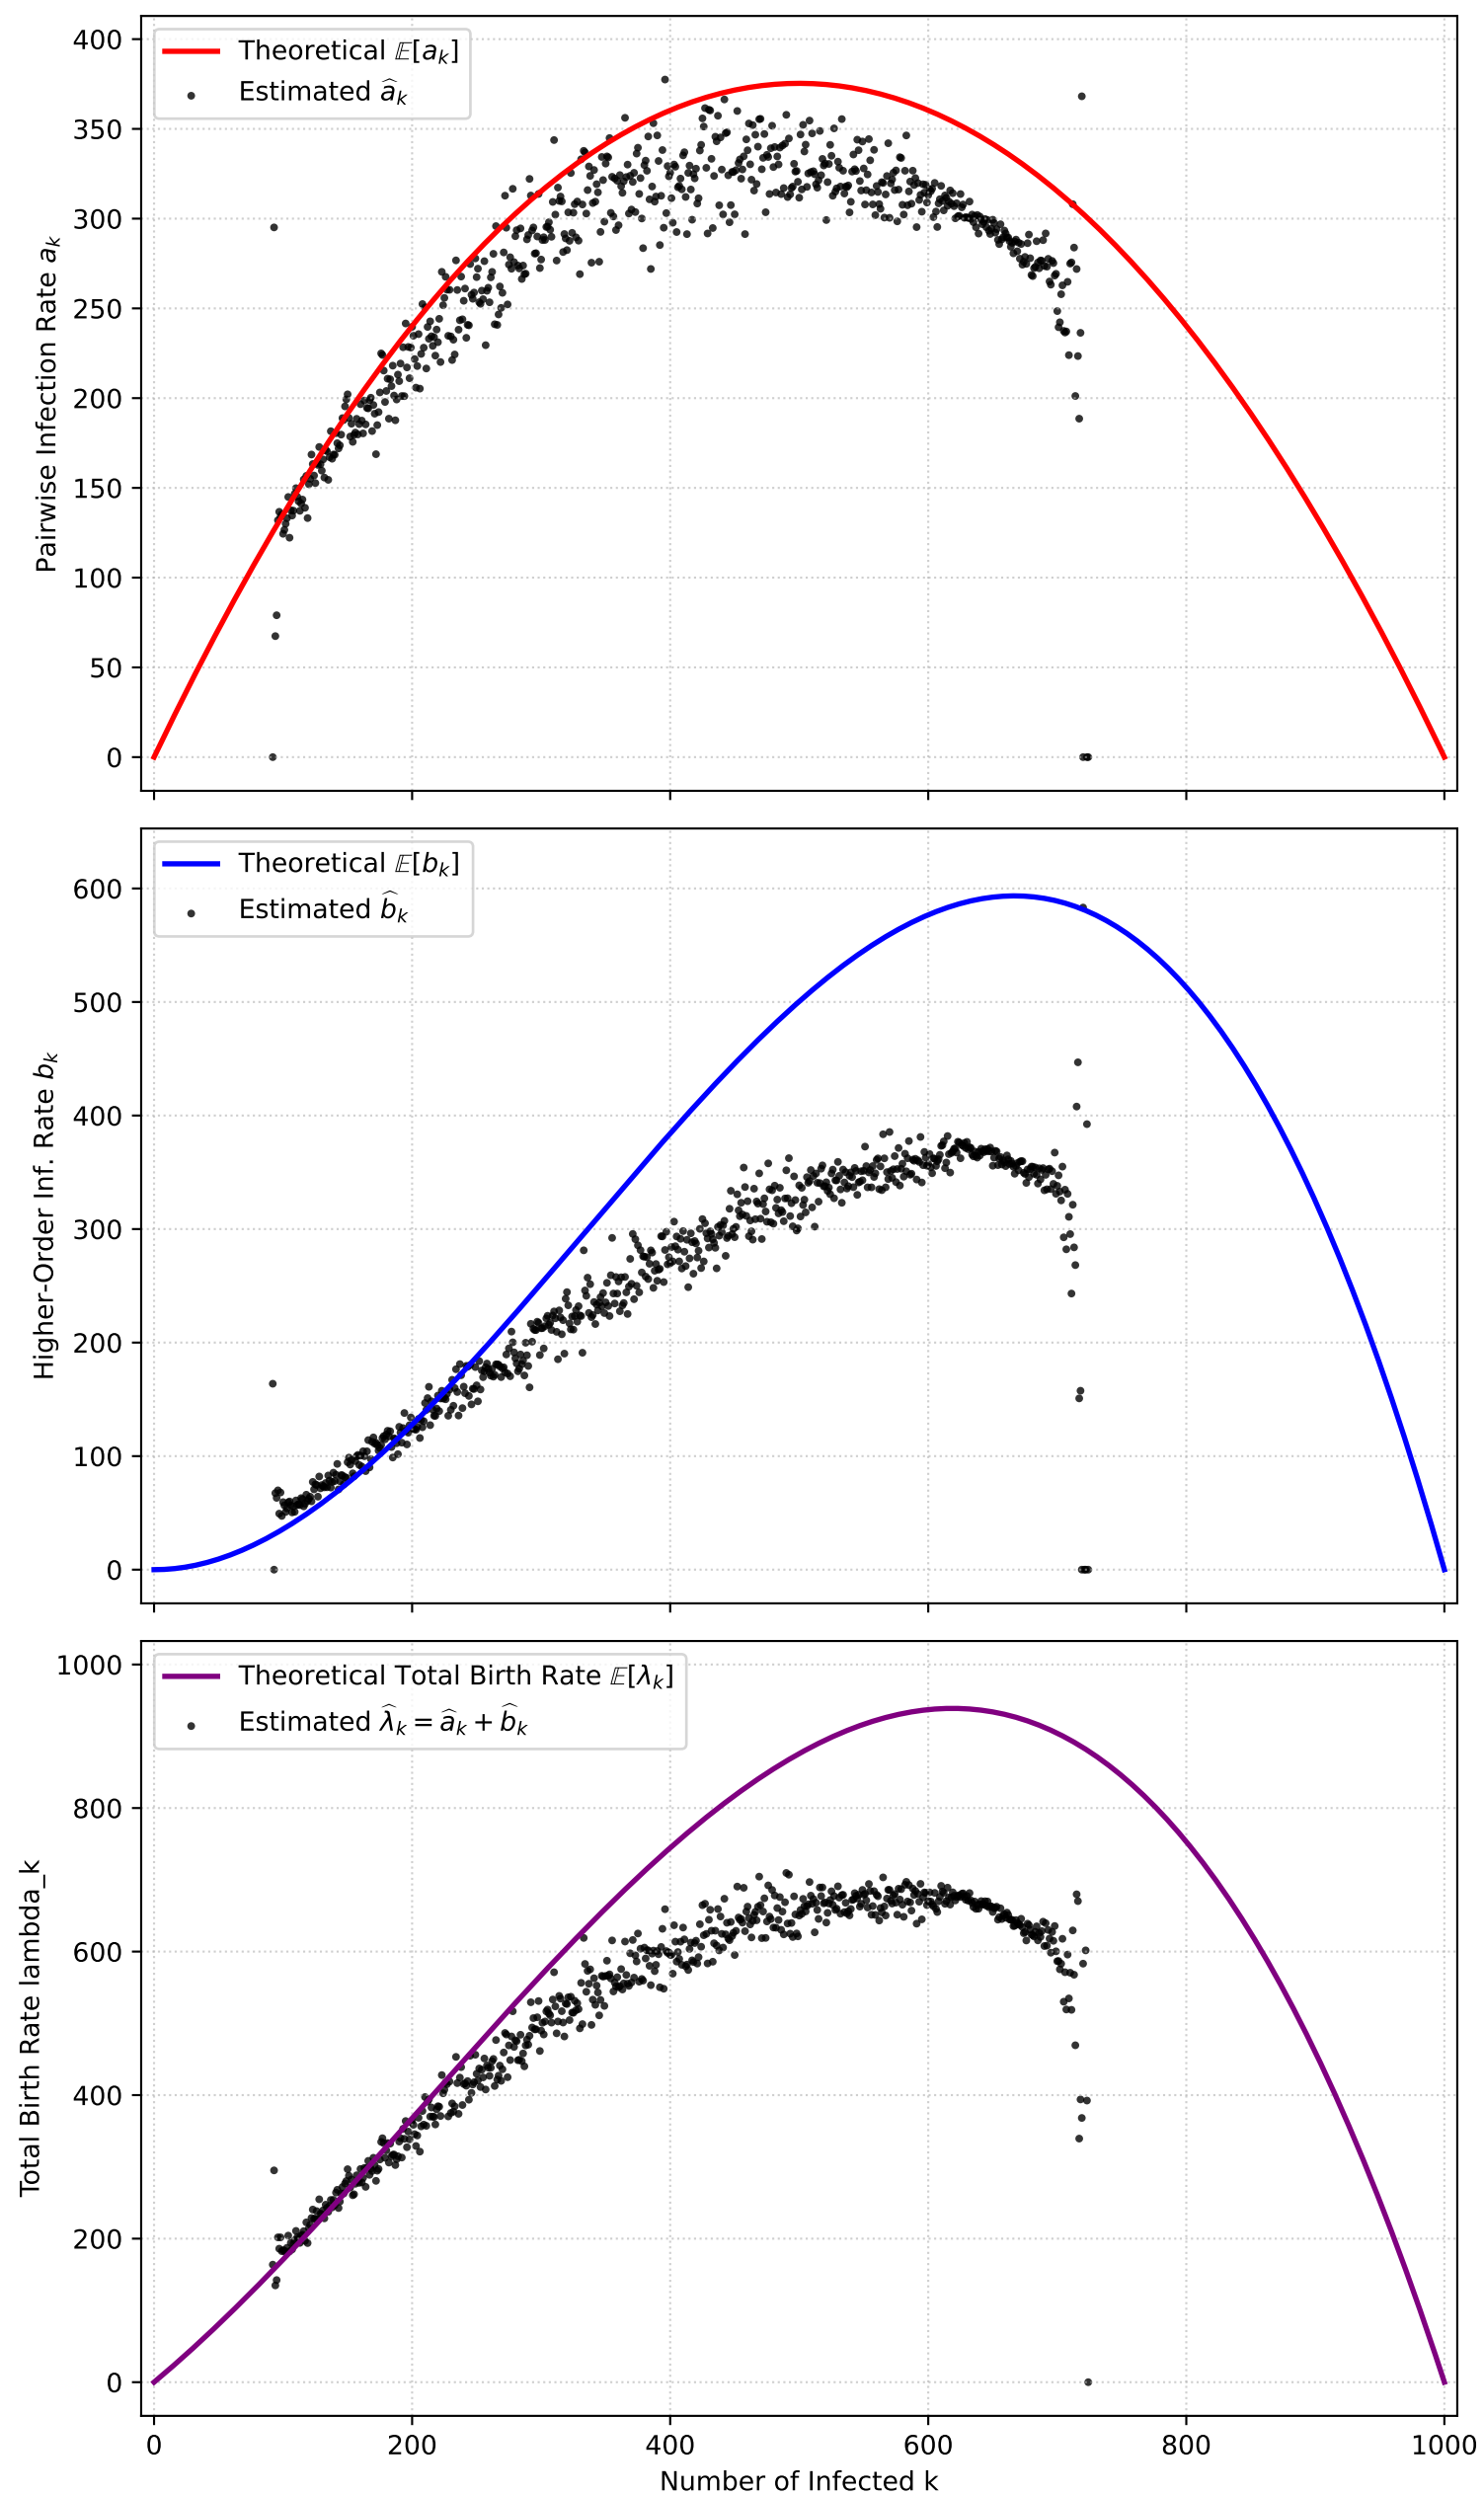 400
350
300
250
200
150
100
50
0
Pairwise Infection Rate a_k
Theoretical 𝔼[a_k]
Estimated â_k
600
500
400
300
200
100
0
Higher-Order Inf. Rate b_k
Theoretical 𝔼[b_k]
Estimated b̂_k
1000
800
600
400
200
0
Total Birth Rate lambda_k
Theoretical Total Birth Rate 𝔼[λ_k]
Estimated λ̂_k = â_k + b̂_k
0 200 400 600 800 1000
Number of Infected k